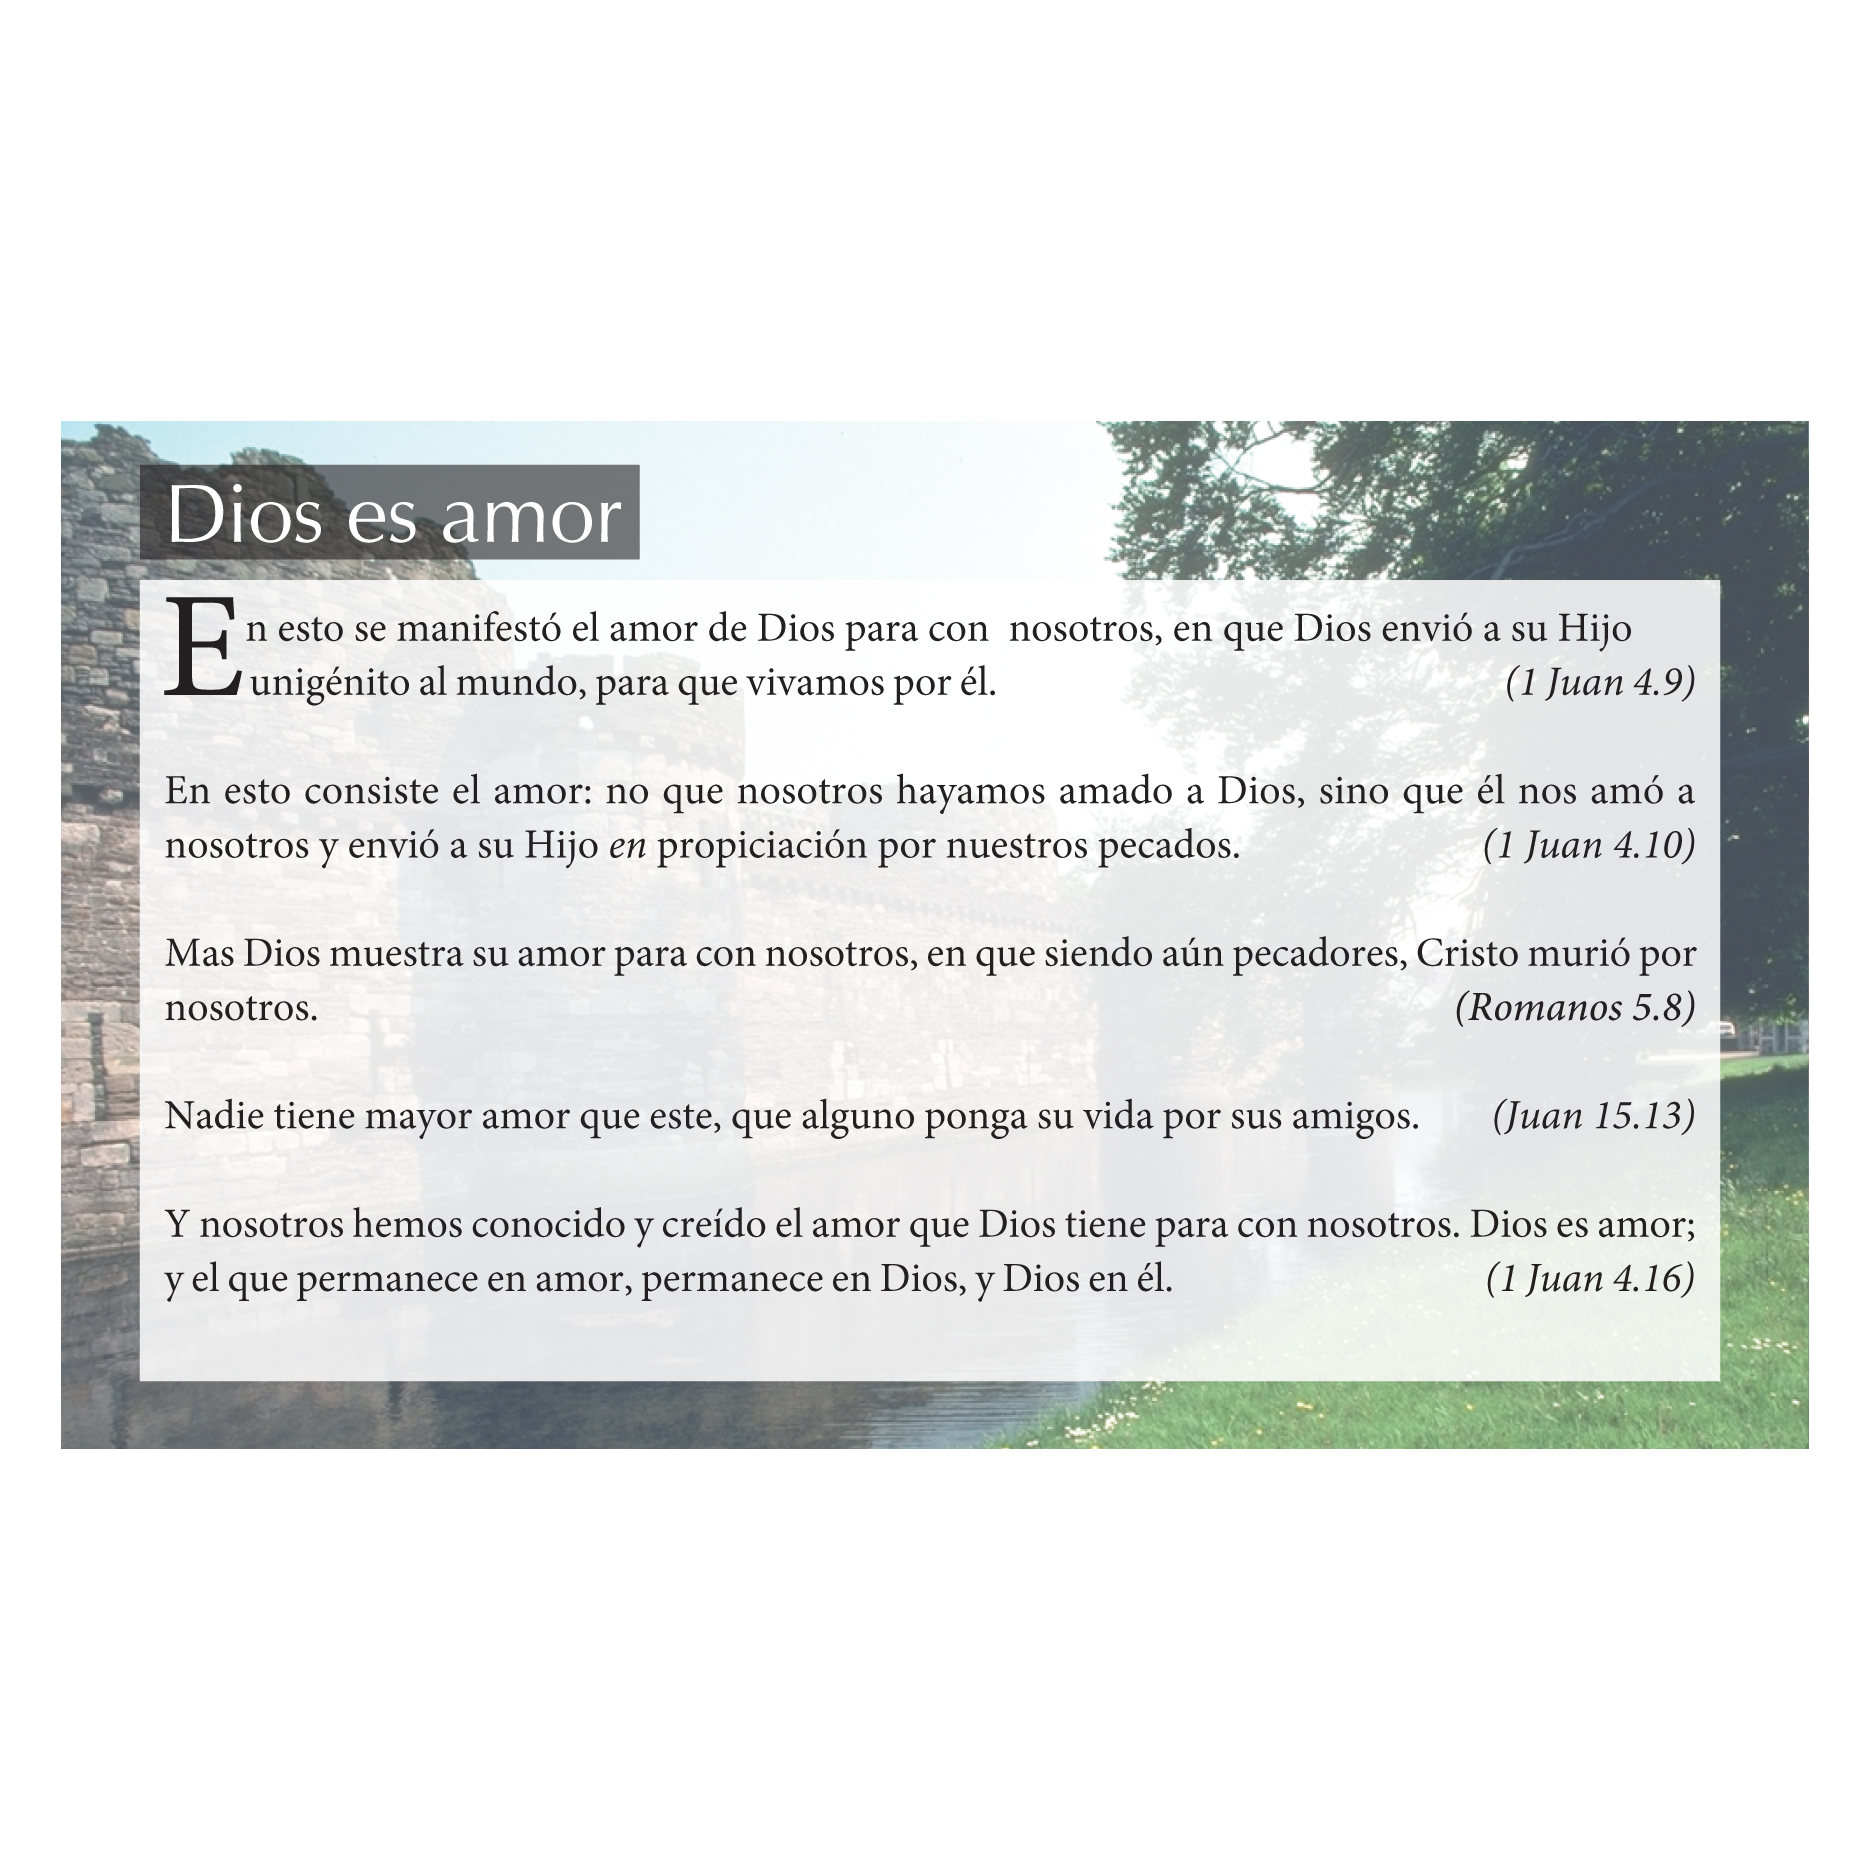 Dios es amor
En esto se manifestó el amor de Dios para con  nosotros, en que Dios envió a su Hijo
unigénito al mundo, para que vivamos por él. (1 Juan 4.9)
En esto consiste el amor: no que nosotros hayamos amado a Dios, sino que él nos amó a
nosotros y envió a su Hijo en propiciación por nuestros pecados. (1 Juan 4.10)
Mas Dios muestra su amor para con nosotros, en que siendo aún pecadores, Cristo murió por
nosotros. (Romanos 5.8)
Nadie tiene mayor amor que este, que alguno ponga su vida por sus amigos. (Juan 15.13)
Y nosotros hemos conocido y creído el amor que Dios tiene para con nosotros. Dios es amor;
y el que permanece en amor, permanece en Dios, y Dios en él. (1 Juan 4.16)